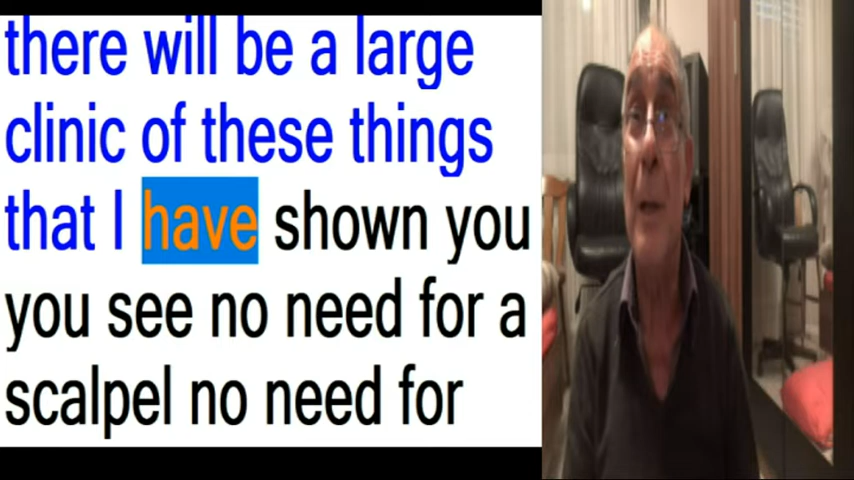 there will be a large
clinic of these things
that I have shown you
you see no need for a
scalpel no need for